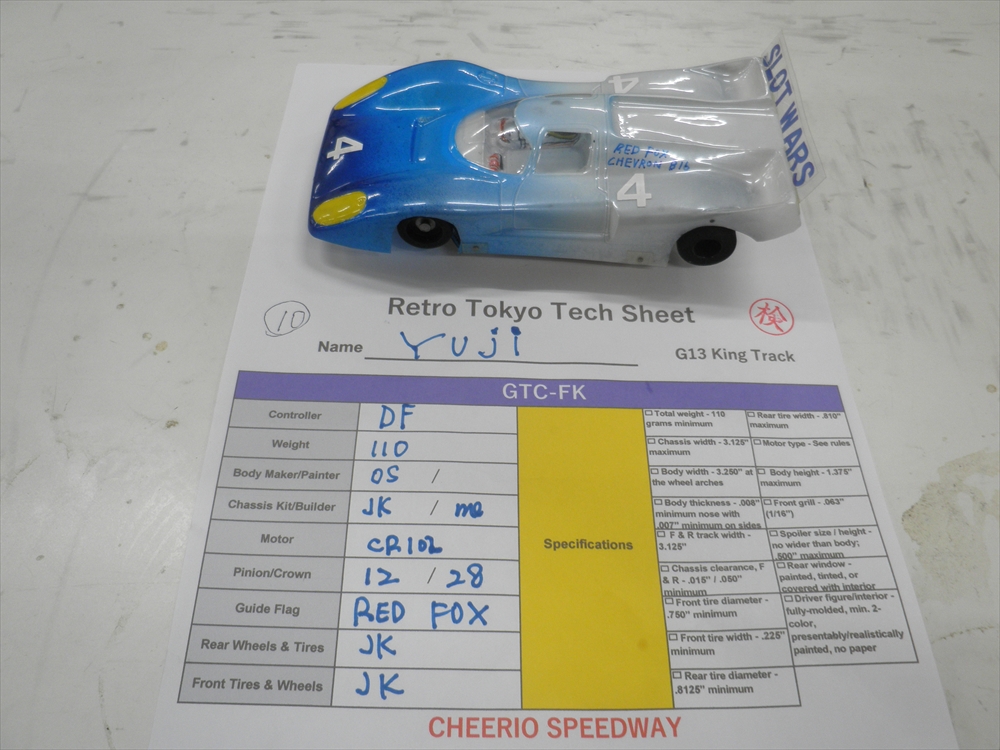 SLOT WARS
4
4
RED FOX
CHEVRON B16
4
Retro Tokyo Tech Sheet
10
検
Name Yuji
G13 King Track
GTC-FK
Controller DF
Weight 110
Body Maker/Painter OS /
Chassis Kit/Builder JK / me
Motor CR102
Pinion/Crown 12 / 28
Guide Flag RED FOX
Rear Wheels & Tires JK
Front Tires & Wheels JK
Specifications
Total weight - 110
grams minimum
Rear tire width - .810"
maximum
Chassis width - 3.125"
maximum
Motor type - See rules
Body width - 3.250" at
the wheel arches
Body height - 1.375"
maximum
Body thickness - .008"
minimum nose with
.007" minimum on sides
Front grill - .063"
(1/16")
F & R track width -
3.125"
Spoiler size / height -
no wider than body;
.500" maximum
Chassis clearance, F
& R - .015" / .050"
minimum
Rear window -
painted, tinted, or
covered with interior
Front tire diameter -
.750" minimum
Driver figure/interior -
fully-molded, min. 2-
color,
presentably/realistically
painted, no paper
Front tire width - .225"
minimum
Rear tire diameter -
.8125" minimum
CHEERIO SPEEDWAY